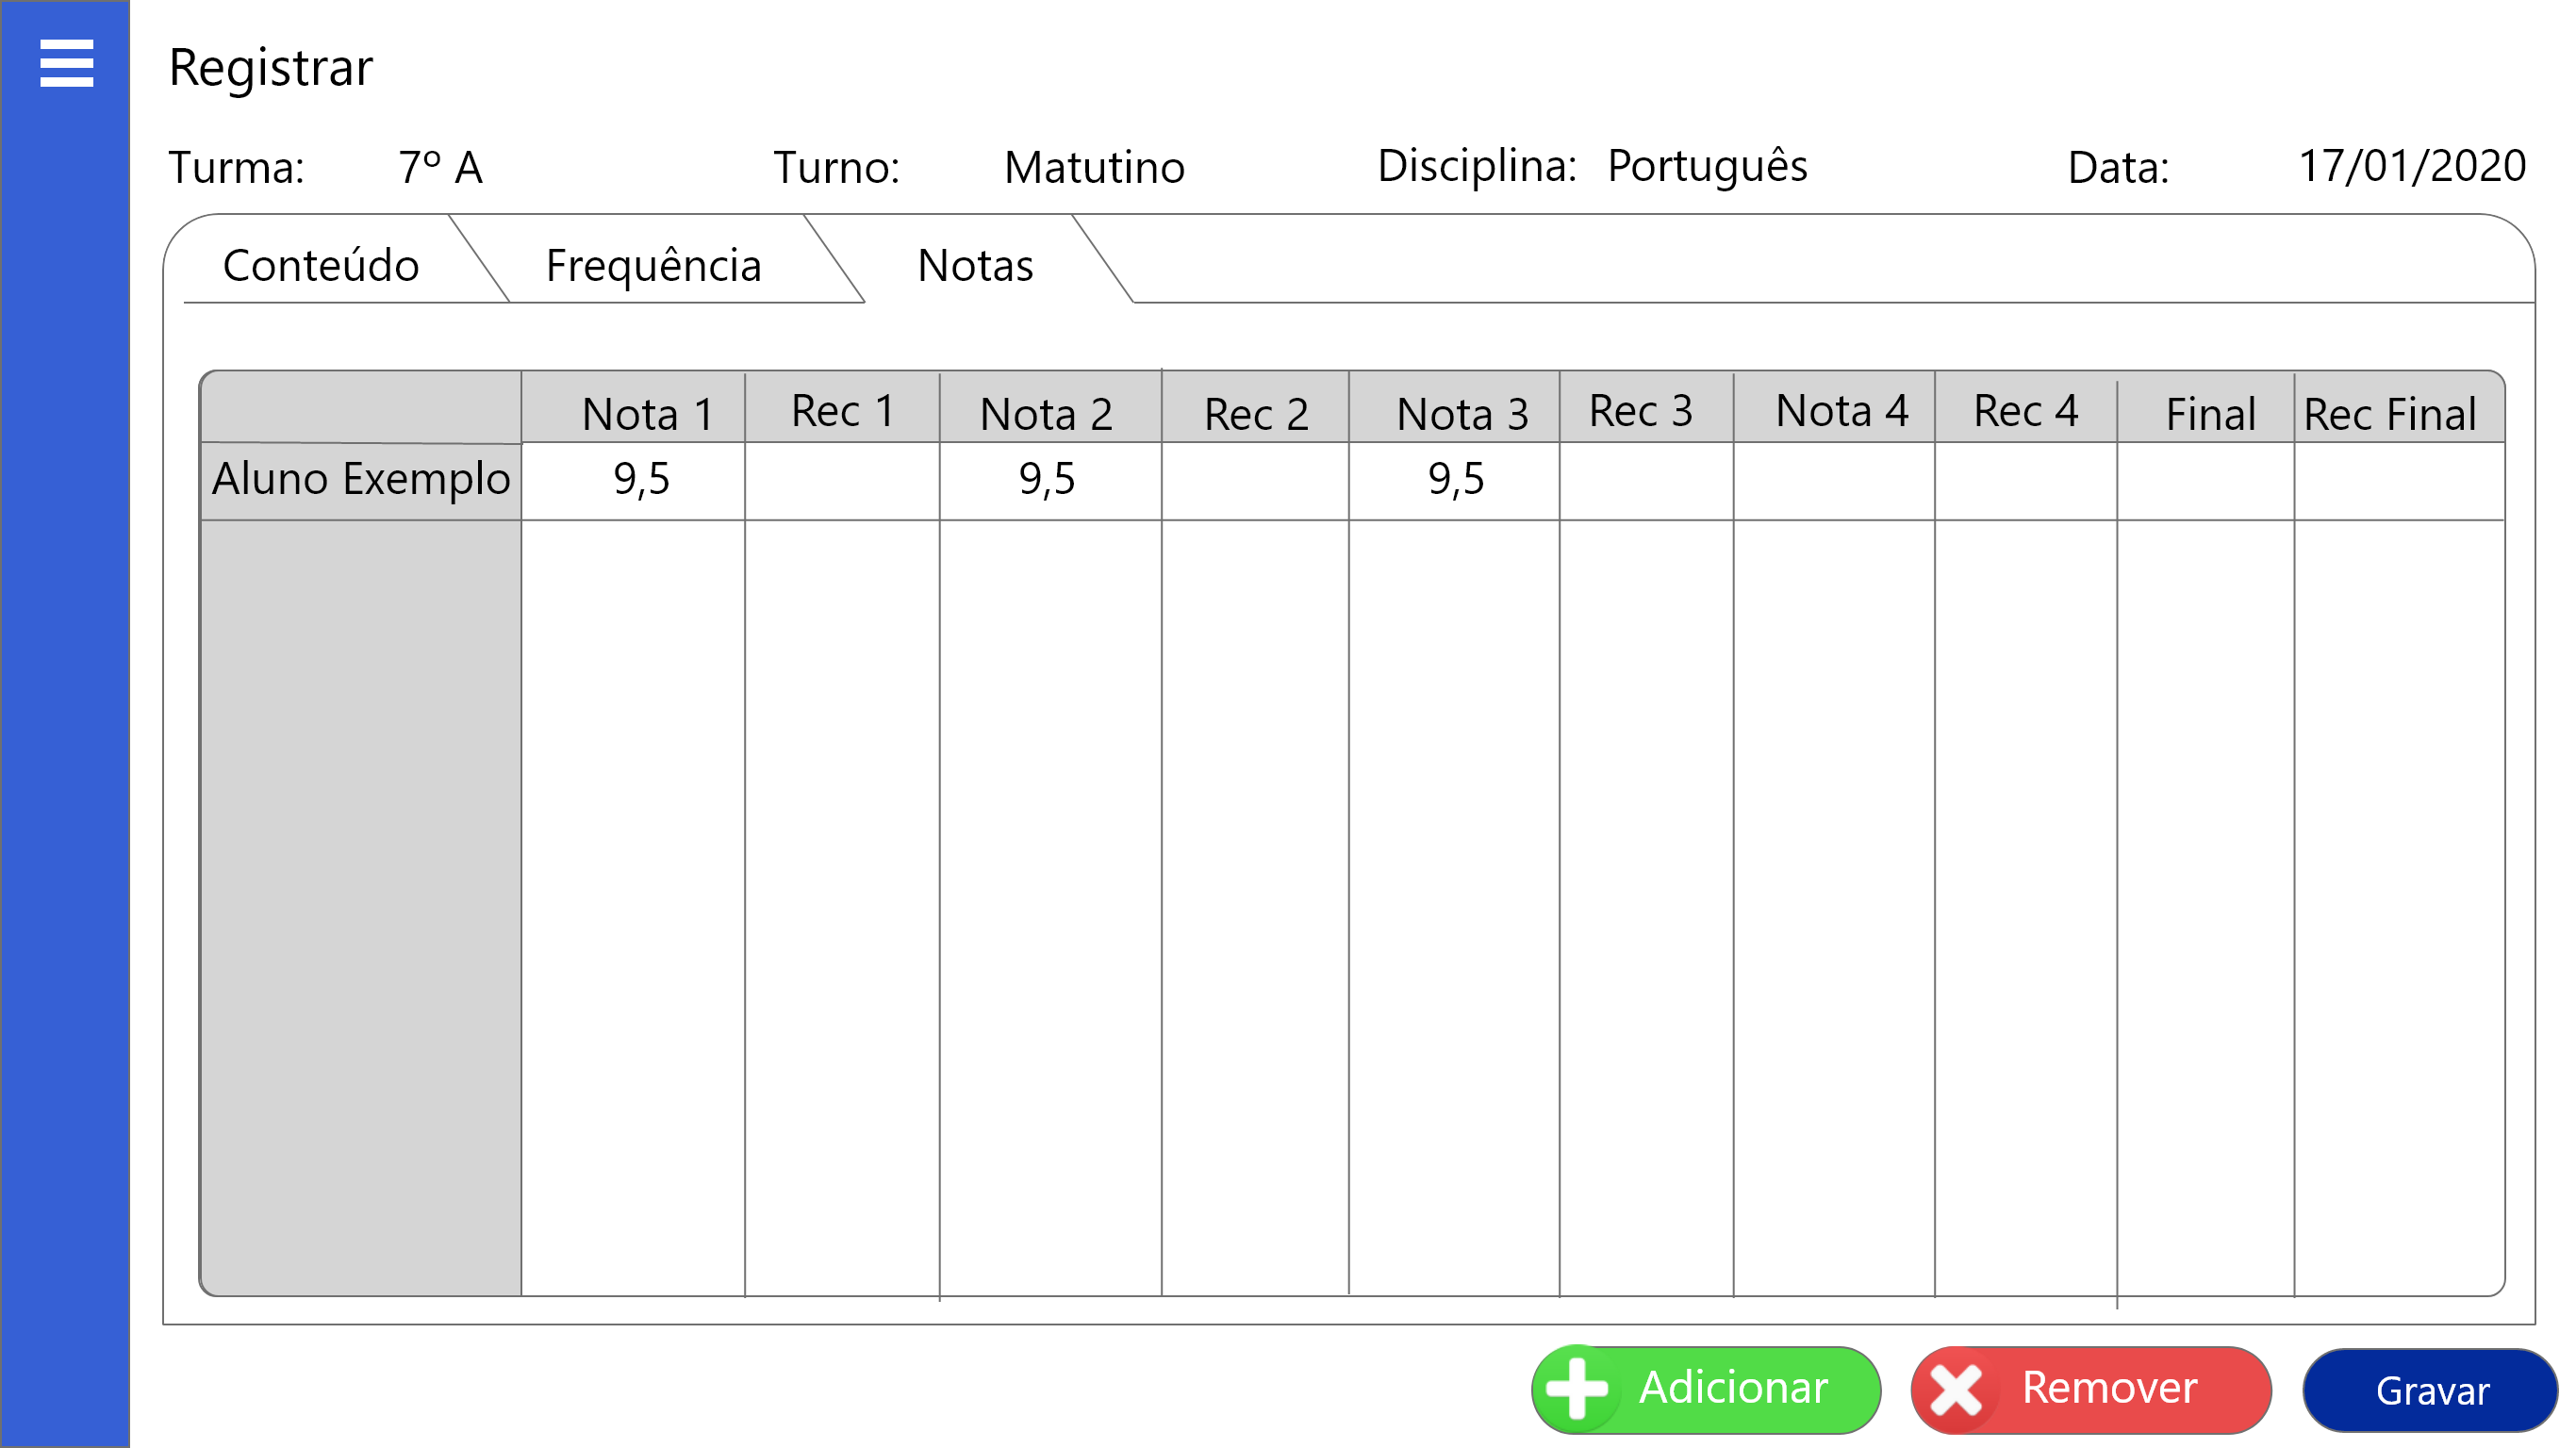 Registrar
Turma: 7º A Turno: Matutino Disciplina: Português Data: 17/01/2020
Conteúdo Frequência Notas
Nota 1 Rec 1 Nota 2 Rec 2 Nota 3 Rec 3 Nota 4 Rec 4 Final Rec Final
Aluno Exemplo 9,5 9,5 9,5
Adicionar Remover Gravar